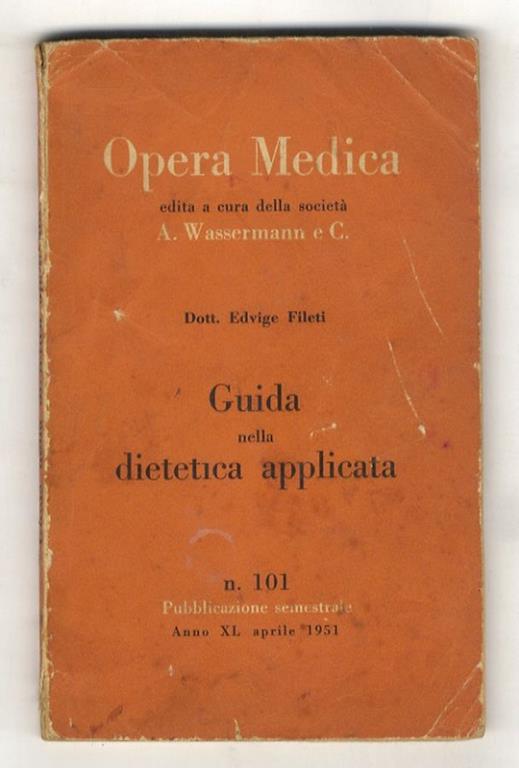 Opera Medica
edita a cura della società
A. Wassermann e C.
Dott. Edvige Fileti
Guida
nella
dietetica applicata
n. 101
Pubblicazione semestrale
Anno XL aprile 1951